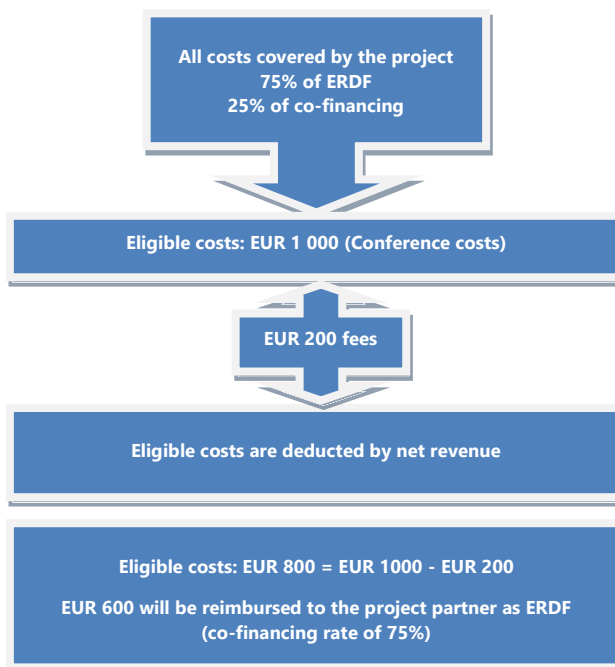 All costs covered by the project
75% of ERDF
25% of co-financing
Eligible costs: EUR 1 000 (Conference costs)
EUR 200 fees
Eligible costs are deducted by net revenue
Eligible costs: EUR 800 = EUR 1000 - EUR 200
EUR 600 will be reimbursed to the project partner as ERDF
(co-financing rate of 75%)